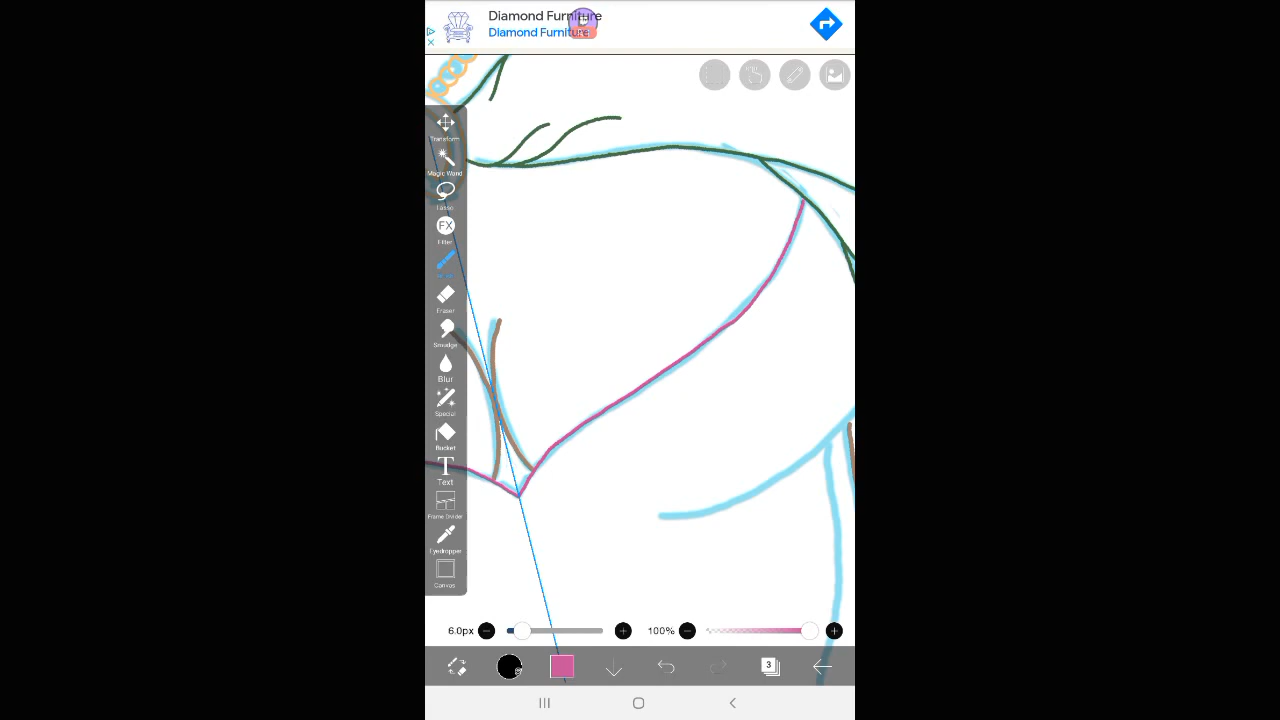 Diamond Furniture
Diamond Furniture
Transform
Magic Wand
Lasso
FX
Filter
Eraser
Smudge
Blur
Special
Bucket
T
Text
Frame Divider
Eyedropper
Canvas
6.0px
100%
3